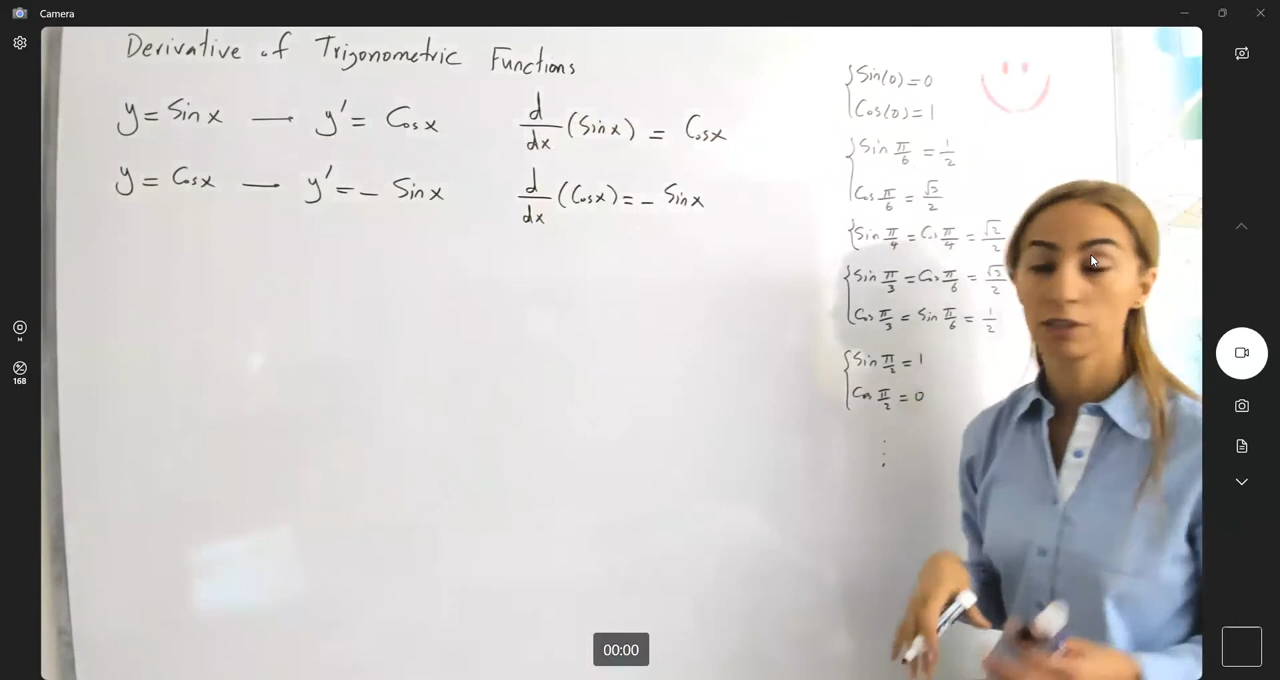 Camera
Derivative of Trigonometric Functions
y = Sin x — y' = Cos x   d/dx (Sin x) = Cos x
y = Cos x — y' = - Sin x   d/dx (Cos x) = - Sin x
{ Sin(0) = 0
Cos(0) = 1
{ Sin π/6 = 1/2
Cos π/6 = √3/2
{ Sin π/4 = Cos π/4 = √2/2
{ Sin π/3 = Cos π/6 = √3/2
Cos π/3 = Sin π/6 = 1/2
{ Sin π/2 = 1
Cos π/2 = 0
⋮
M
168
00:00